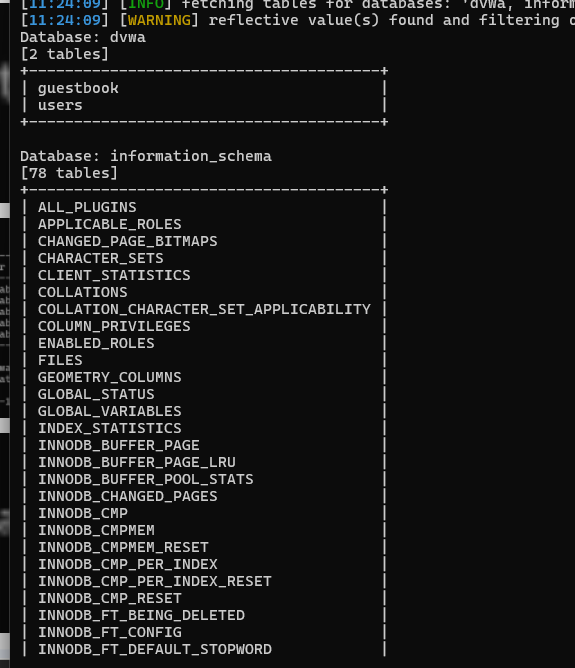 [11:24:09] [INFO] fetching tables for databases: 'dvwa, inform
[11:24:09] [WARNING] reflective value(s) found and filtering o
Database: dvwa
[2 tables]
+---------------------------------------+
| guestbook                             |
| users                                 |
+---------------------------------------+
Database: information_schema
[78 tables]
+---------------------------------------+
| ALL_PLUGINS                           |
| APPLICABLE_ROLES                      |
| CHANGED_PAGE_BITMAPS                  |
| CHARACTER_SETS                        |
| CLIENT_STATISTICS                     |
| COLLATIONS                            |
| COLLATION_CHARACTER_SET_APPLICABILITY |
| COLUMN_PRIVILEGES                     |
| ENABLED_ROLES                         |
| FILES                                 |
| GEOMETRY_COLUMNS                      |
| GLOBAL_STATUS                         |
| GLOBAL_VARIABLES                      |
| INDEX_STATISTICS                      |
| INNODB_BUFFER_PAGE                    |
| INNODB_BUFFER_PAGE_LRU                |
| INNODB_BUFFER_POOL_STATS              |
| INNODB_CHANGED_PAGES                  |
| INNODB_CMP                            |
| INNODB_CMPMEM                         |
| INNODB_CMPMEM_RESET                   |
| INNODB_CMP_PER_INDEX                  |
| INNODB_CMP_PER_INDEX_RESET            |
| INNODB_CMP_RESET                      |
| INNODB_FT_BEING_DELETED               |
| INNODB_FT_CONFIG                      |
| INNODB_FT_DEFAULT_STOPWORD            |